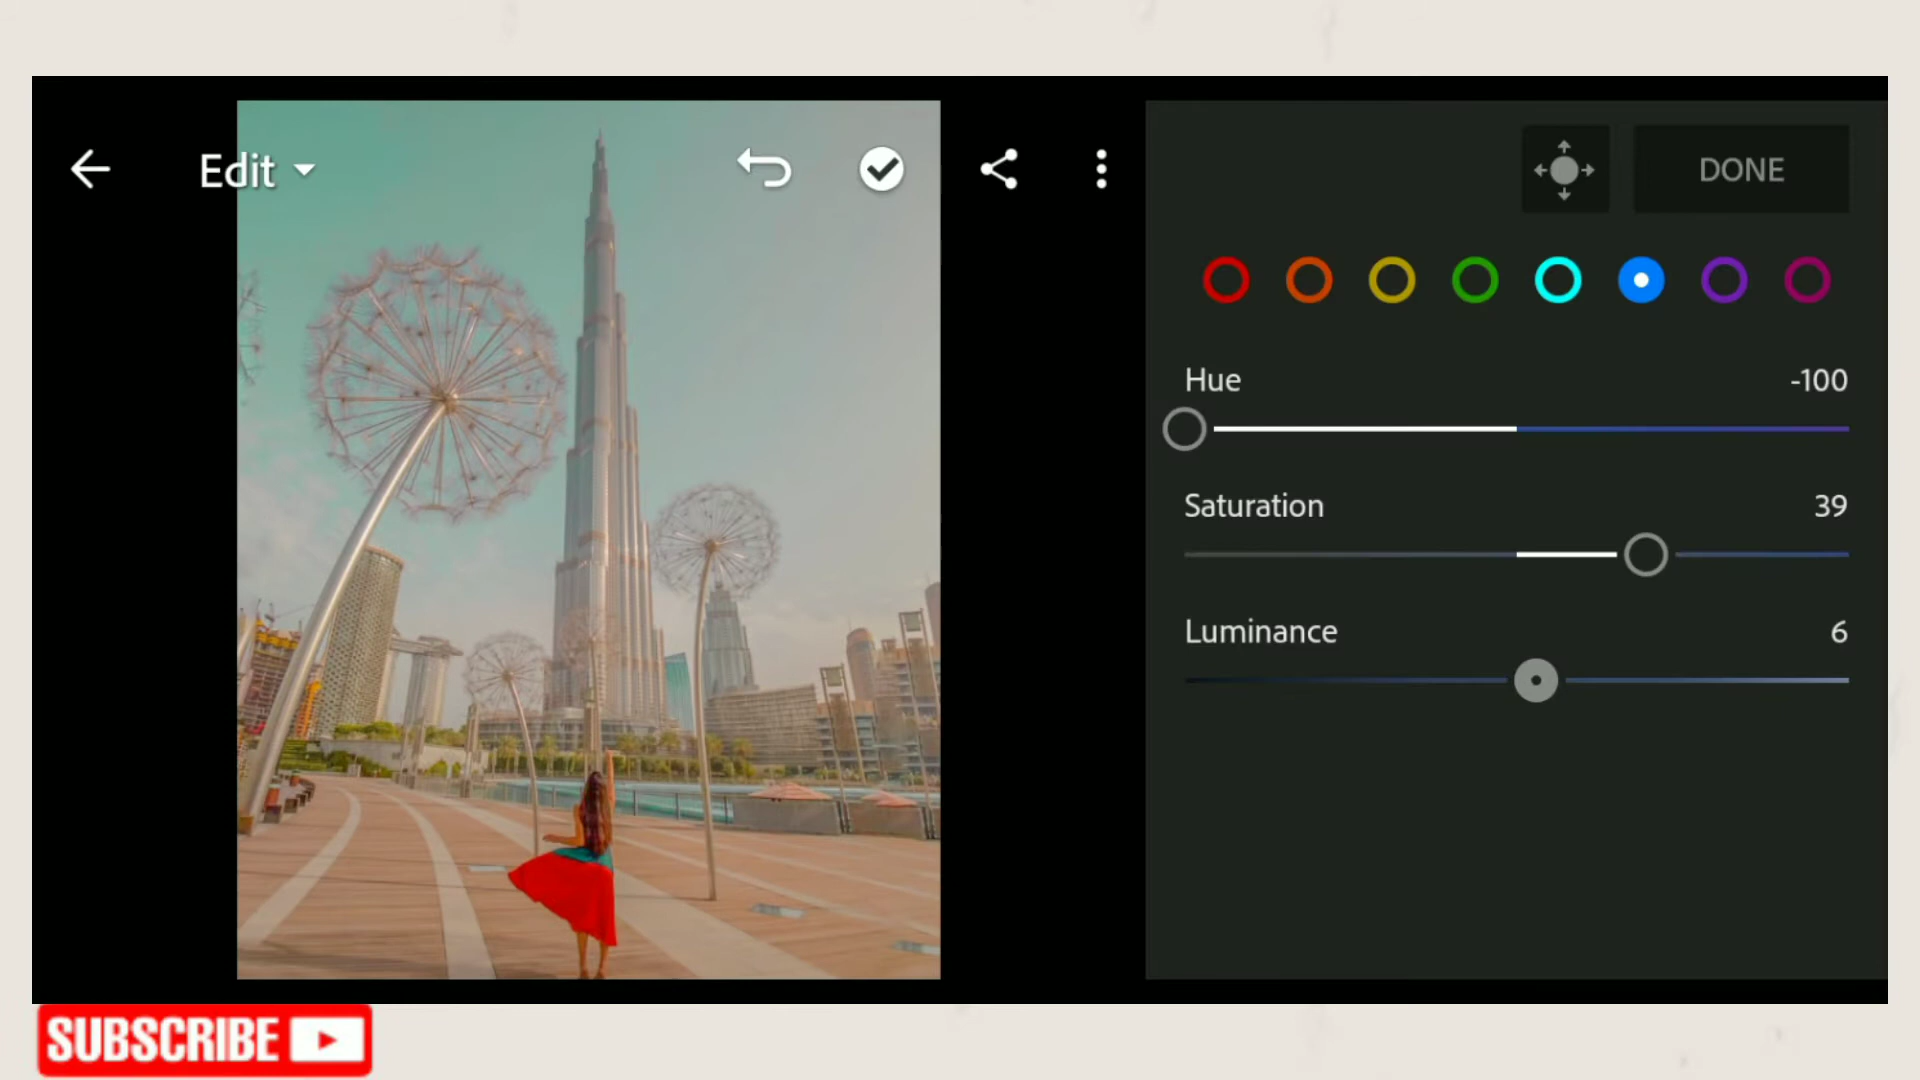 Edit
DONE
Hue -100
Saturation 39
Luminance 6
SUBSCRIBE